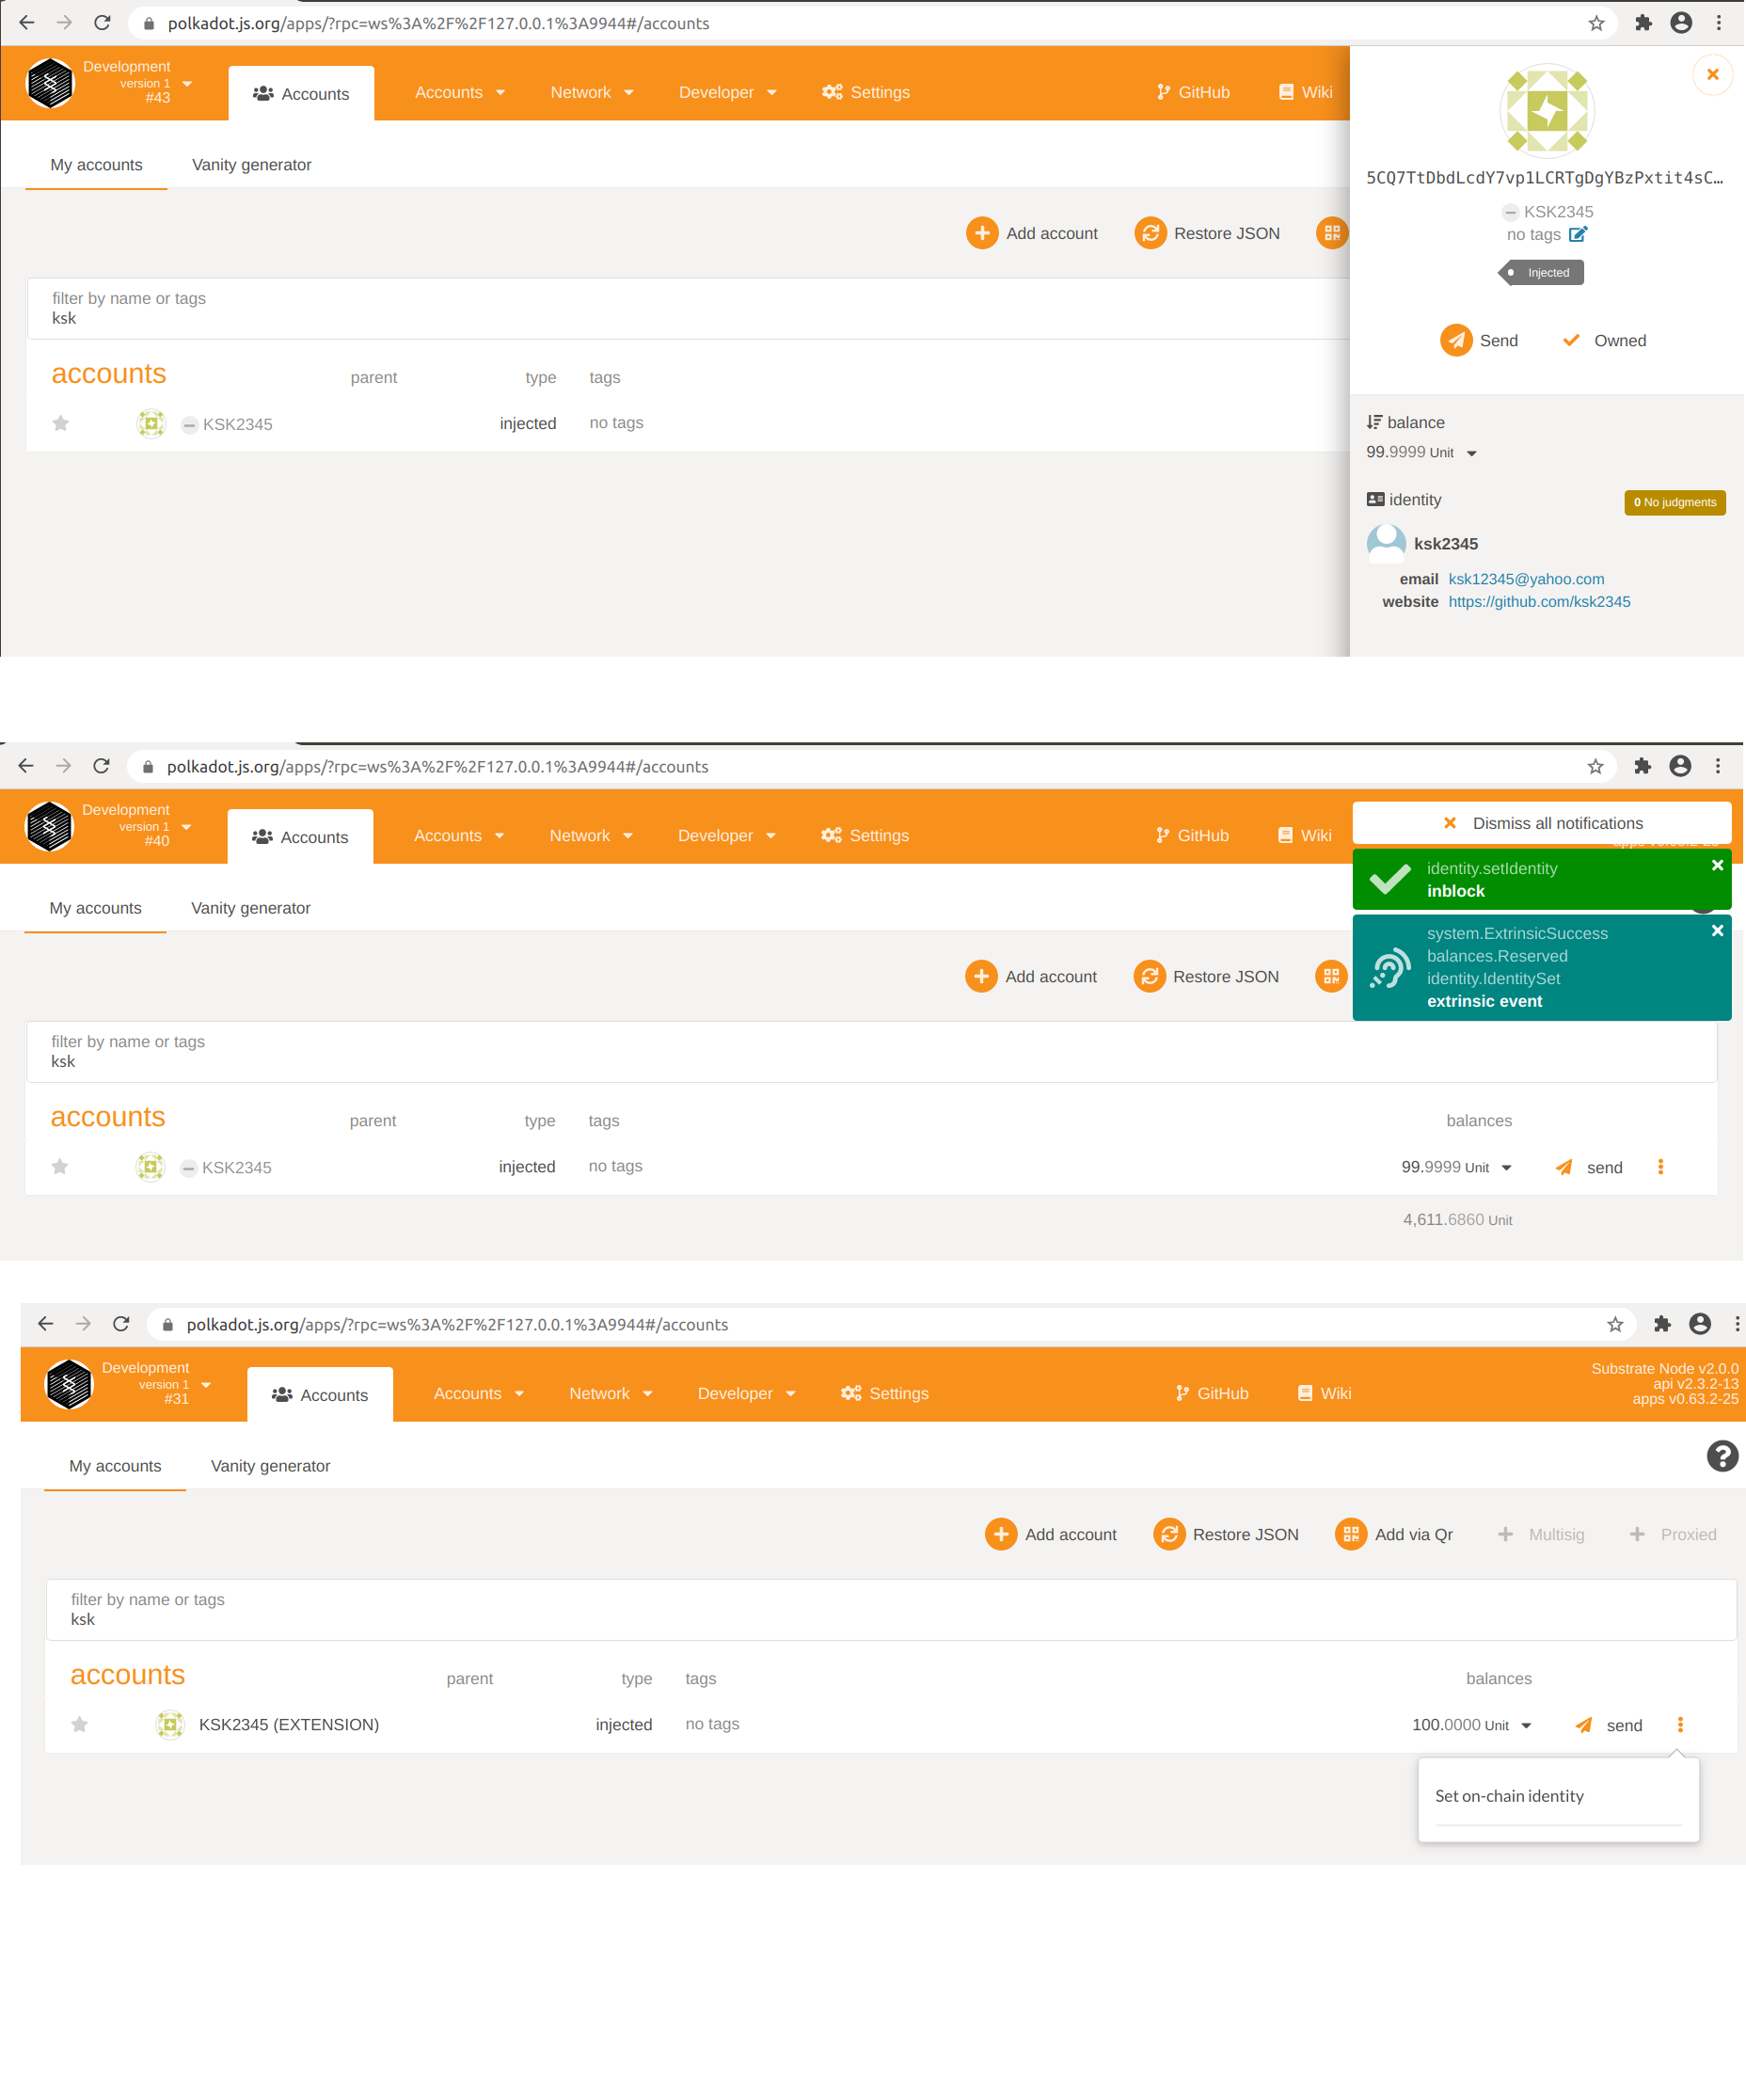 polkadot.js.org/apps/?rpc=ws%3A%2F%2F127.0.0.1%3A9944#/accounts
Development
version 1
#43
Accounts
Accounts
Network
Developer
Settings
GitHub
Wiki
My accounts
Vanity generator
Add account
Restore JSON
filter by name or tags
ksk
accounts parent type tags
KSK2345 injected no tags
5CQ7TtDbdLcdY7vp1LCRTgDgYBzPxtit4sC…
KSK2345
no tags
Injected
Send
Owned
balance
99.9999 Unit
identity
0 No judgments
ksk2345
email ksk12345@yahoo.com
website https://github.com/ksk2345
polkadot.js.org/apps/?rpc=ws%3A%2F%2F127.0.0.1%3A9944#/accounts
Development
version 1
#40
Accounts
Accounts
Network
Developer
Settings
GitHub
Wiki
Dismiss all notifications
identity.setIdentity
inblock
system.ExtrinsicSuccess
balances.Reserved
identity.IdentitySet
extrinsic event
My accounts
Vanity generator
Add account
Restore JSON
filter by name or tags
ksk
accounts parent type tags balances
KSK2345 injected no tags 99.9999 Unit send
4,611.6860 Unit
polkadot.js.org/apps/?rpc=ws%3A%2F%2F127.0.0.1%3A9944#/accounts
Development
version 1
#31
Accounts
Accounts
Network
Developer
Settings
GitHub
Wiki
Substrate Node v2.0.0
api v2.3.2-13
apps v0.63.2-25
My accounts
Vanity generator
Add account
Restore JSON
Add via Qr
Multisig
Proxied
filter by name or tags
ksk
accounts parent type tags balances
KSK2345 (EXTENSION) injected no tags 100.0000 Unit send
Set on-chain identity